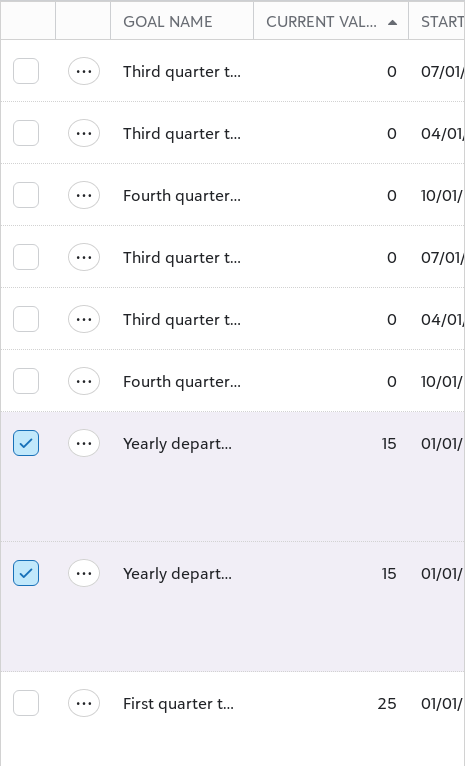 GOAL NAME CURRENT VAL... START
Third quarter t... 0 07/01/
Third quarter t... 0 04/01/
Fourth quarter... 0 10/01/
Third quarter t... 0 07/01/
Third quarter t... 0 04/01/
Fourth quarter... 0 10/01/
Yearly depart... 15 01/01/
Yearly depart... 15 01/01/
First quarter t... 25 01/01/